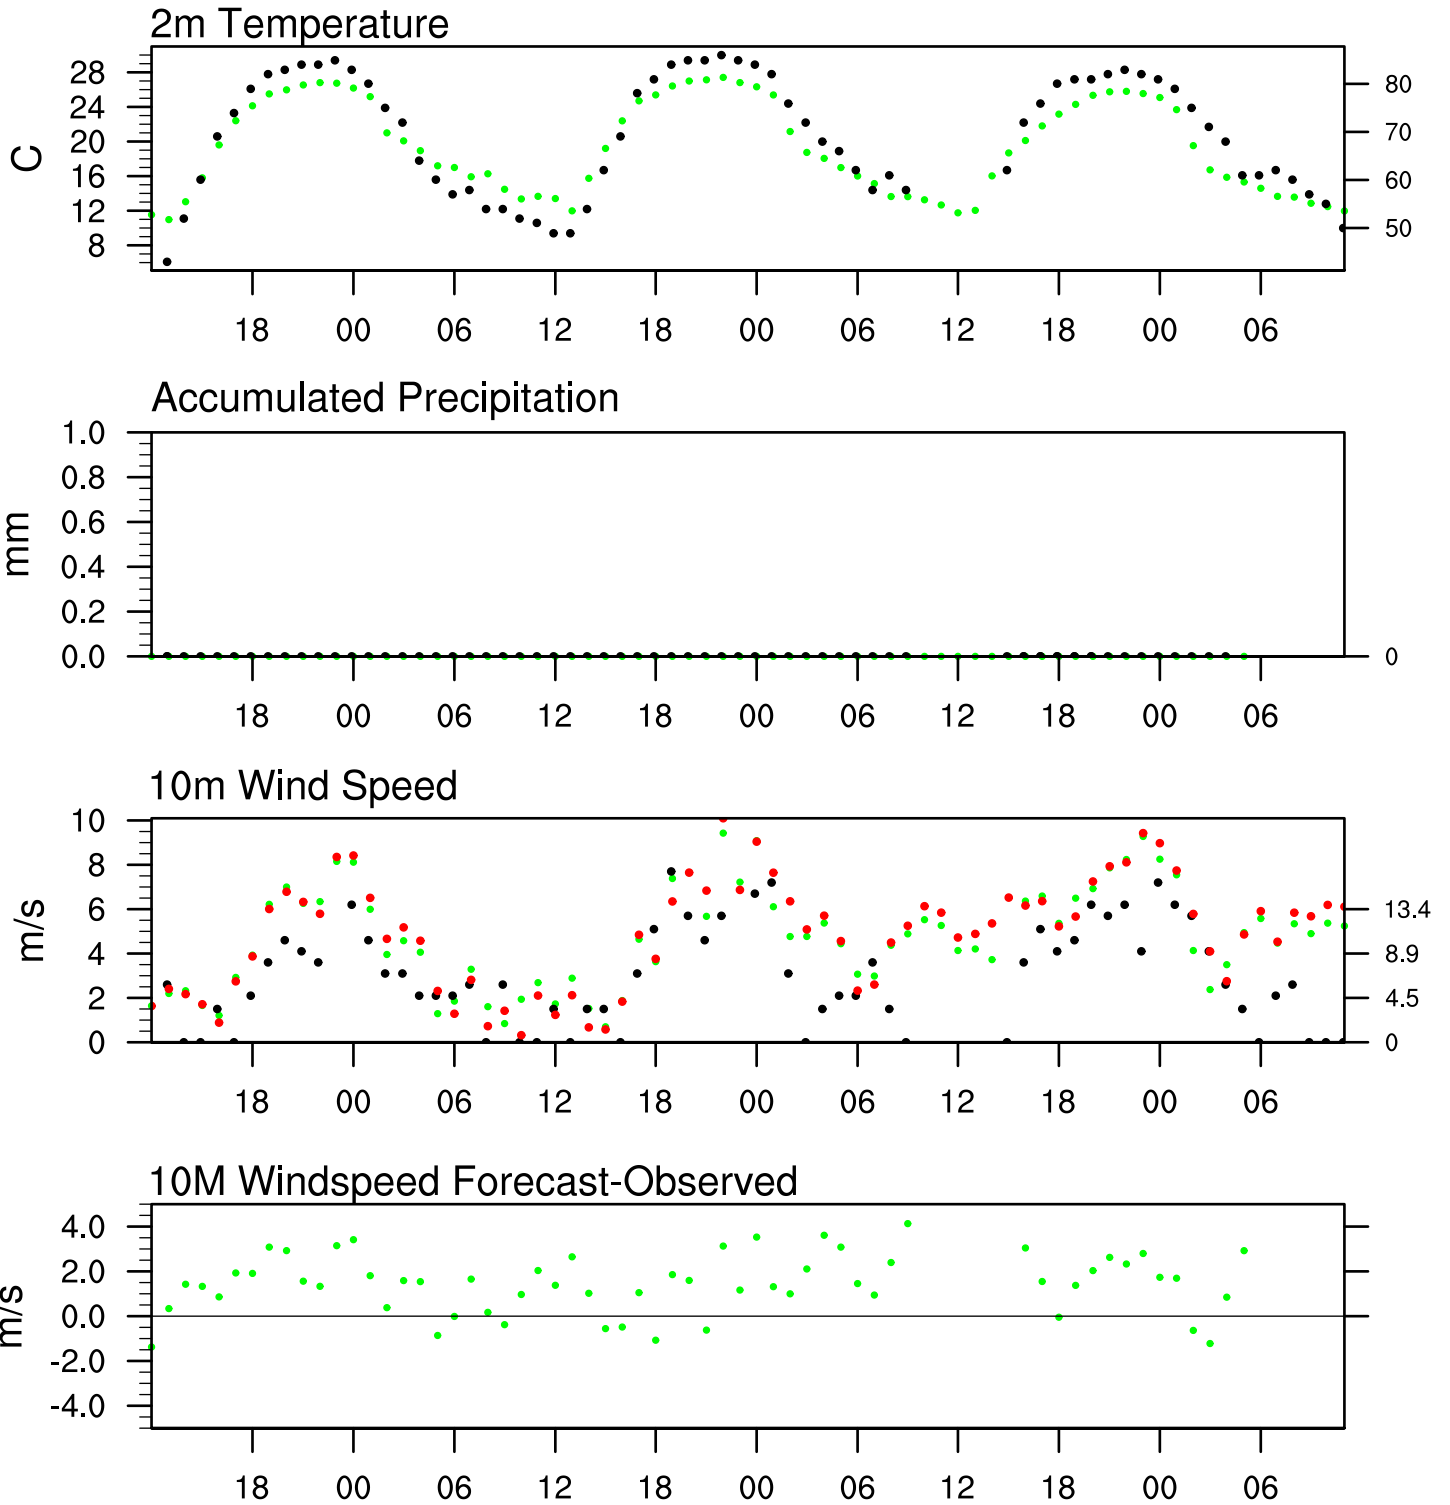 2m Temperature
28
24
20
16
12
8
C
80
70
60
50
18 00 06 12 18 00 06 12 18 00 06
Accumulated Precipitation
1.0
0.8
0.6
0.4
0.2
0.0
mm
0
18 00 06 12 18 00 06 12 18 00 06
10m Wind Speed
10
8
6
4
2
0
m/s
13.4
8.9
4.5
0
18 00 06 12 18 00 06 12 18 00 06
10M Windspeed Forecast-Observed
4.0
2.0
0.0
-2.0
-4.0
m/s
18 00 06 12 18 00 06 12 18 00 06